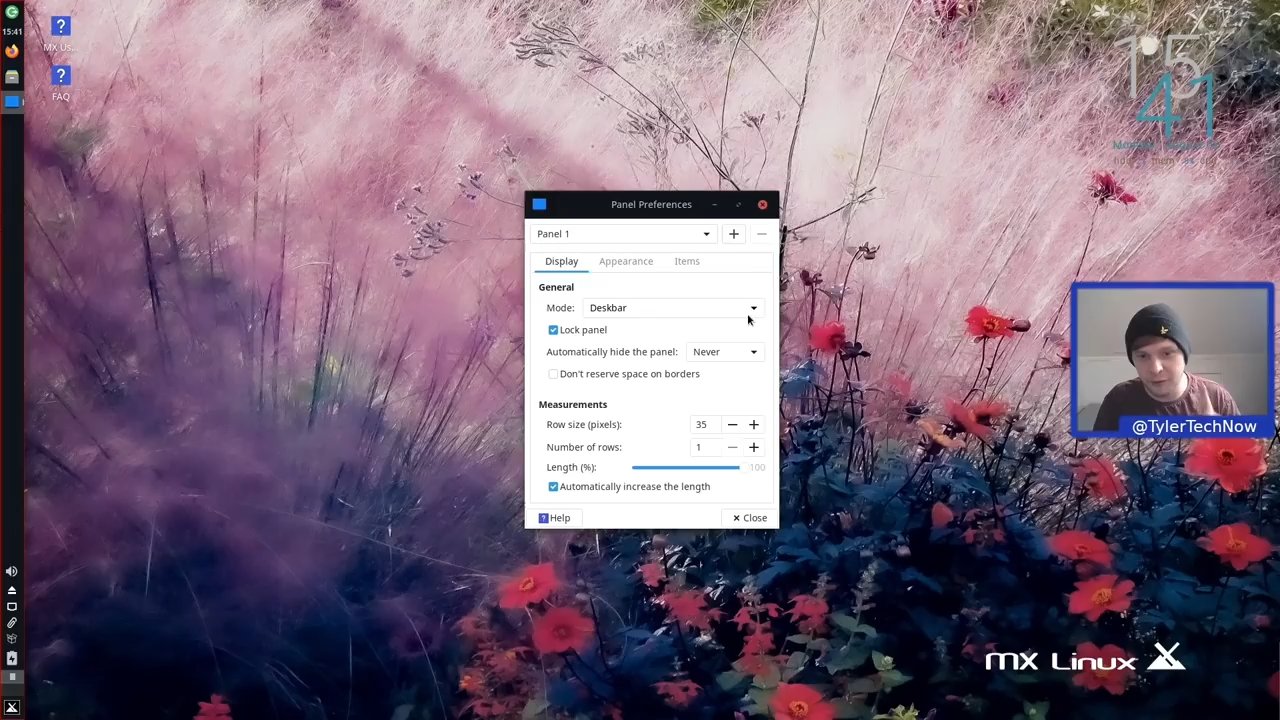 15:41
MX Us...
FAQ
15
41
Panel Preferences
Panel 1
Display Appearance Items
General
Mode: Deskbar
Lock panel
Automatically hide the panel: Never
Don't reserve space on borders
Measurements
Row size (pixels): 35
Number of rows: 1
Length (%): 100
Automatically increase the length
Help Close
@TylerTechNow
MX Linux